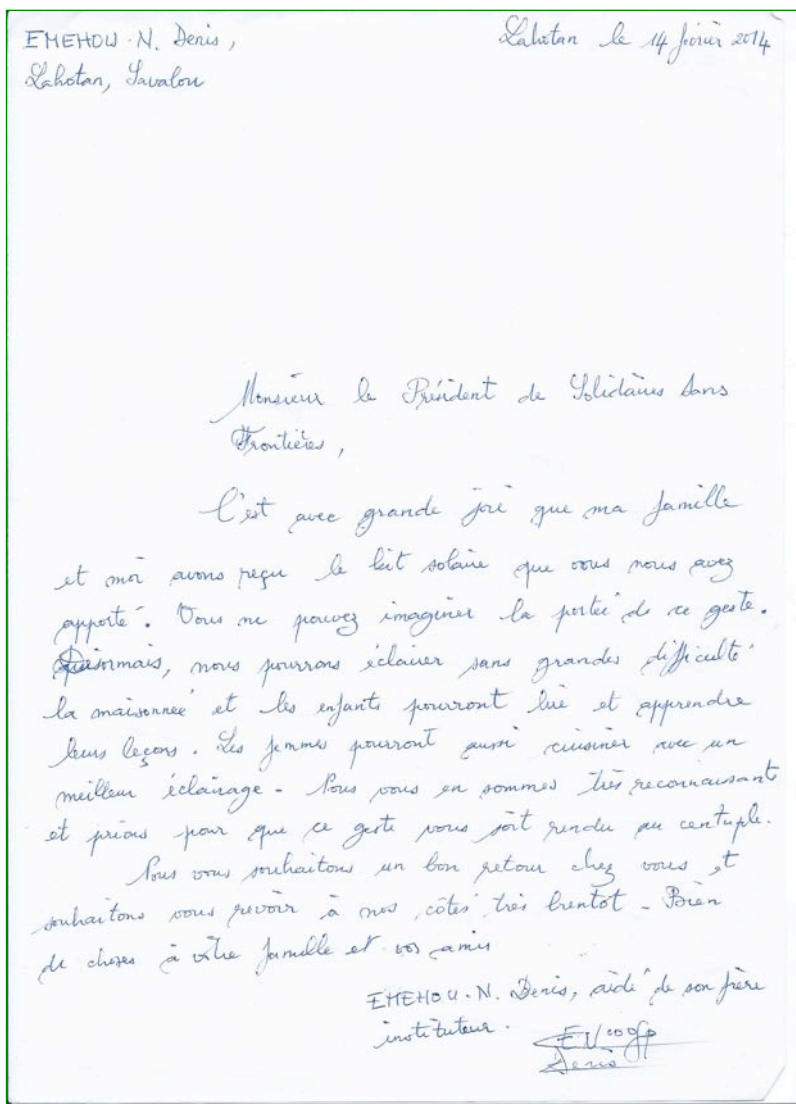 EMEHOU. N. Denis,
Lahotan le 14 février 2014
Lahotan, Savalou
Monsieur le Président de Solidaires Sans
Frontières,
C'est avec grande joie que ma famille
et moi avons reçu le kit solaire que vous nous avez
apporté. Vous ne pouvez imaginer la portée de ce geste.
Désormais, nous pourrons éclairer sans grandes difficulté
la maisonnée et les enfants pourront lire et apprendre
leurs leçons. Les femmes pourront aussi cuisiner avec un
meilleur éclairage - Nous vous en sommes très reconnaissant
et prions pour que ce geste vous soit rendu au centuple.
Nous vous souhaitons un bon retour chez vous et
souhaitons vous revoir à nos côtés très bientot - Bien
de choses à votre famille et vos amis
EMEHOU. N. Denis, aidé de son frère
instituteur.
Denis